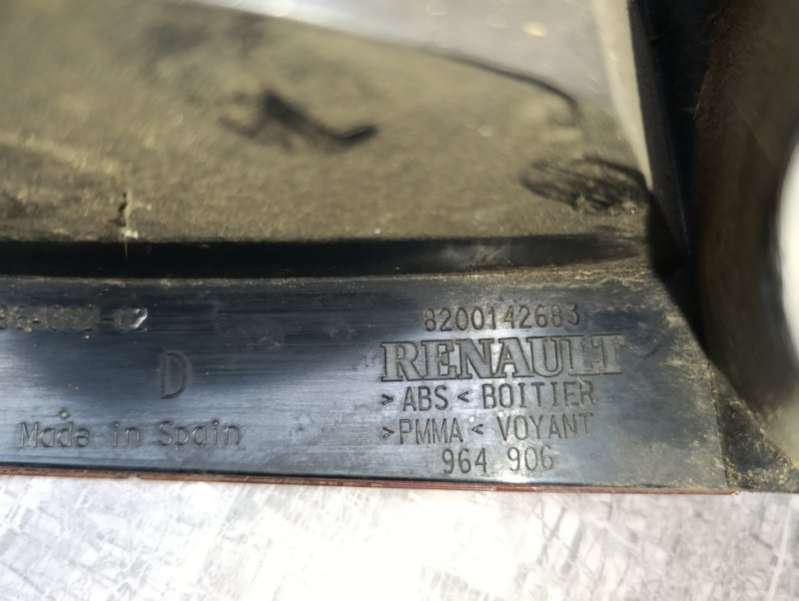 8200142683
RENAULT
D
>ABS< BOITIER
>PMMA< VOYANT
Made in Spain
964 906